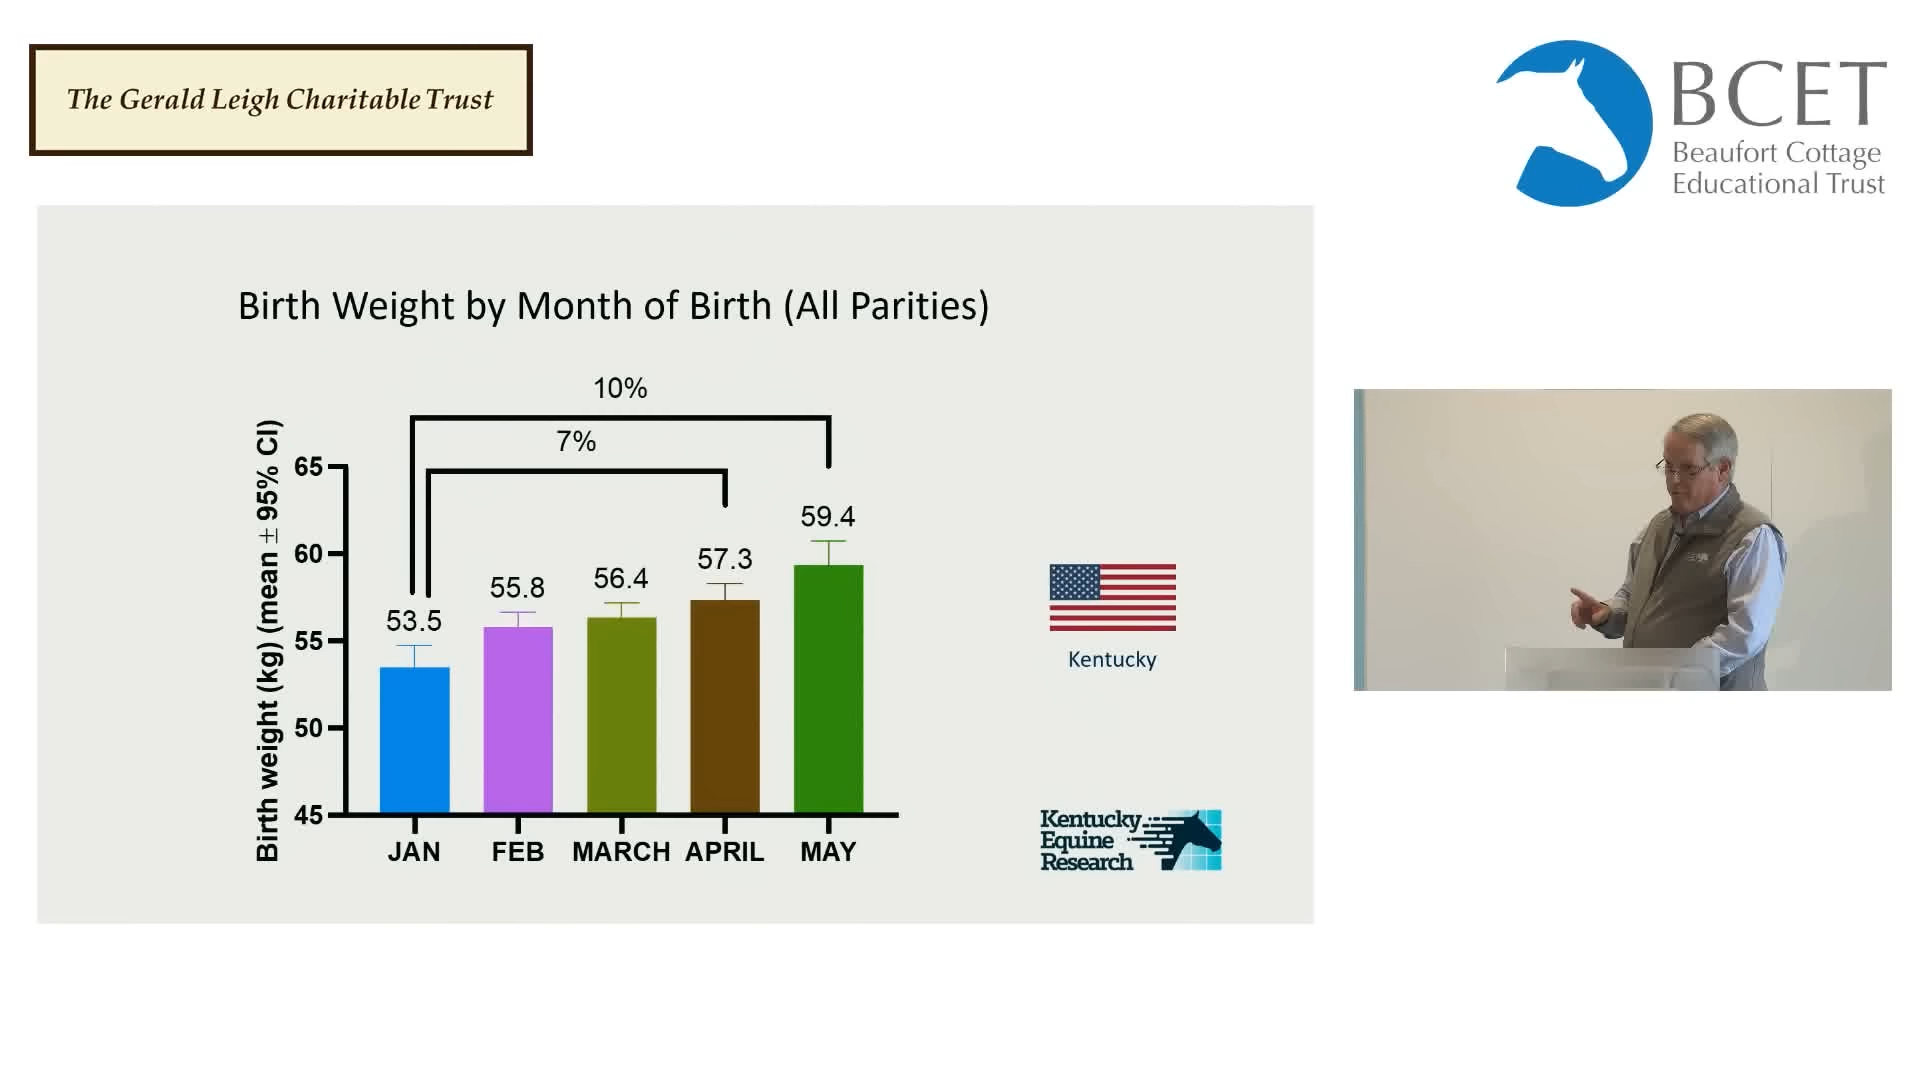 The Gerald Leigh Charitable Trust
BCET
Beaufort Cottage
Educational Trust
Birth Weight by Month of Birth (All Parities)
10%
7%
Birth weight (kg) (mean ± 95% CI)
65
60
55
50
45
53.5
55.8
56.4
57.3
59.4
JAN
FEB
MARCH
APRIL
MAY
Kentucky
Kentucky
Equine
Research